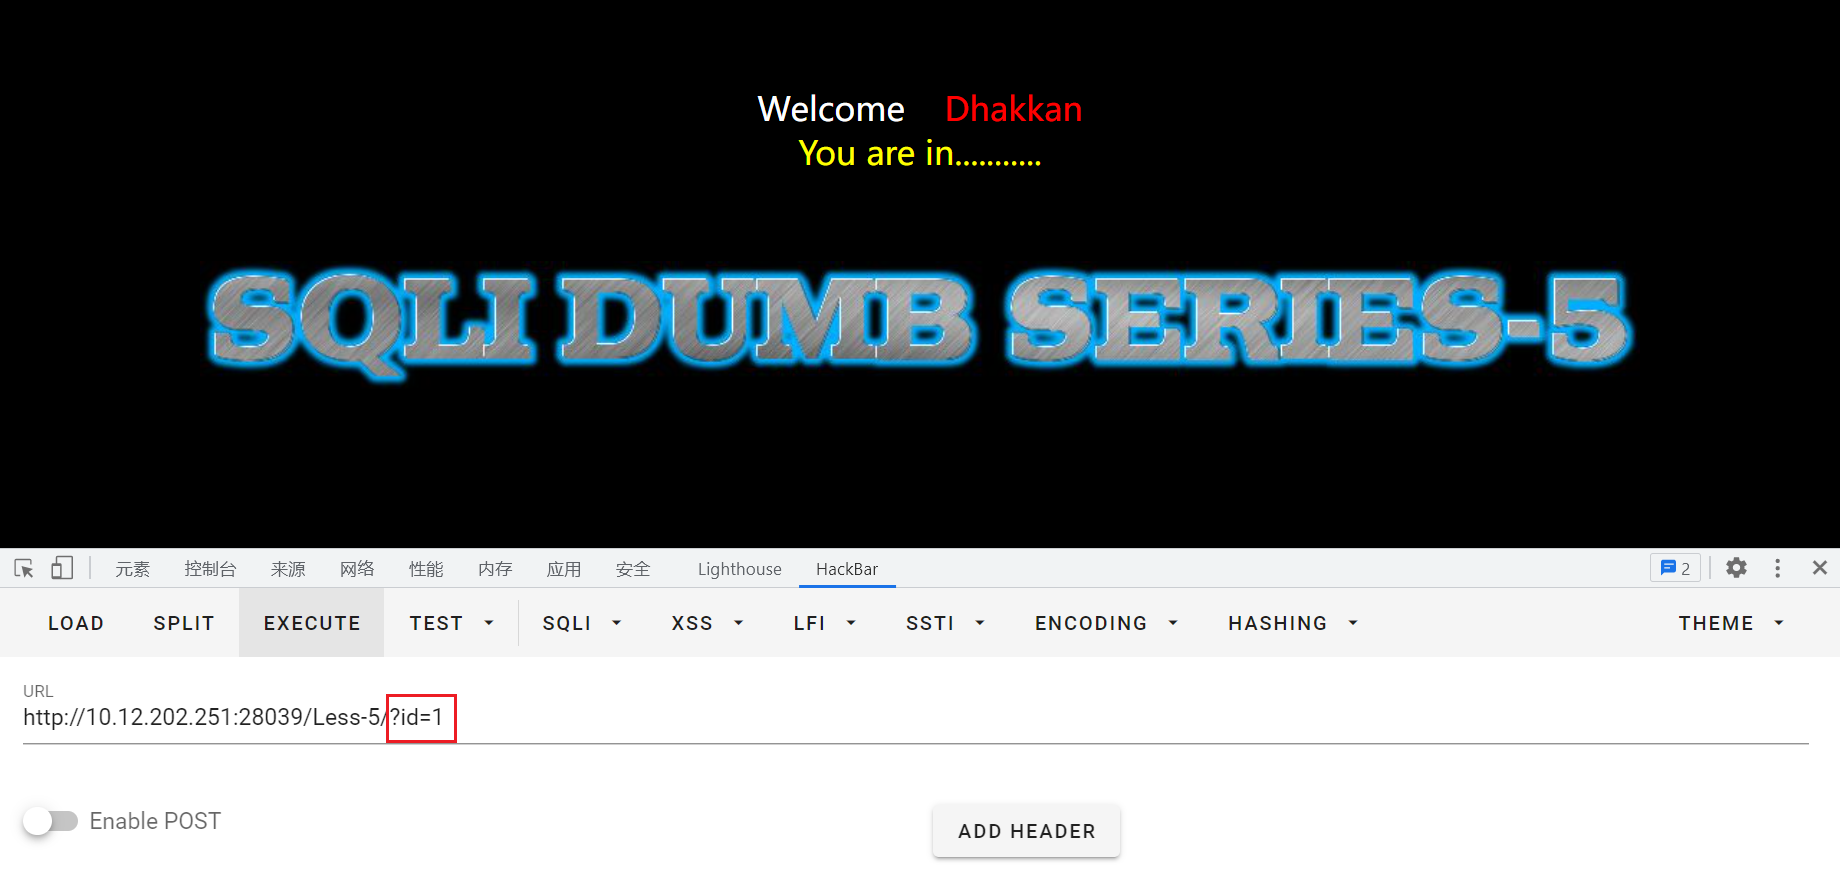 Welcome Dhakkan
You are in...........
SQLI DUMB SERIES-5
元素 控制台 来源 网络 性能 内存 应用 安全 Lighthouse HackBar 2
LOAD SPLIT EXECUTE TEST SQLI XSS LFI SSTI ENCODING HASHING THEME
URL
http://10.12.202.251:28039/Less-5/?id=1
Enable POST ADD HEADER